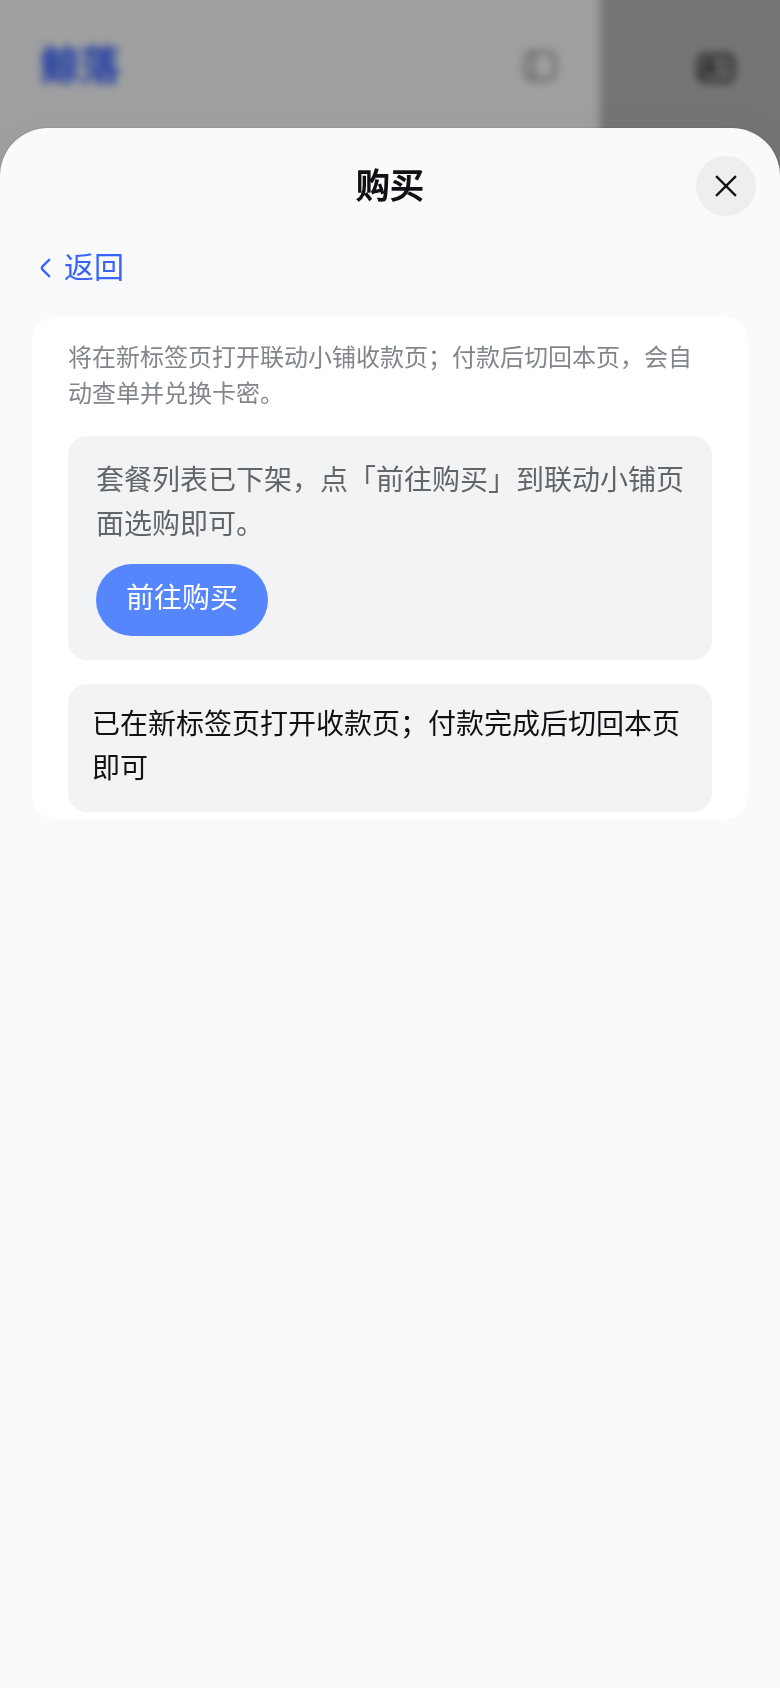 鲸落
购买
返回
将在新标签页打开联动小铺收款页；付款后切回本页，会自
动查单并兑换卡密。
套餐列表已下架，点「前往购买」到联动小铺页
面选购即可。
前往购买
已在新标签页打开收款页；付款完成后切回本页
即可